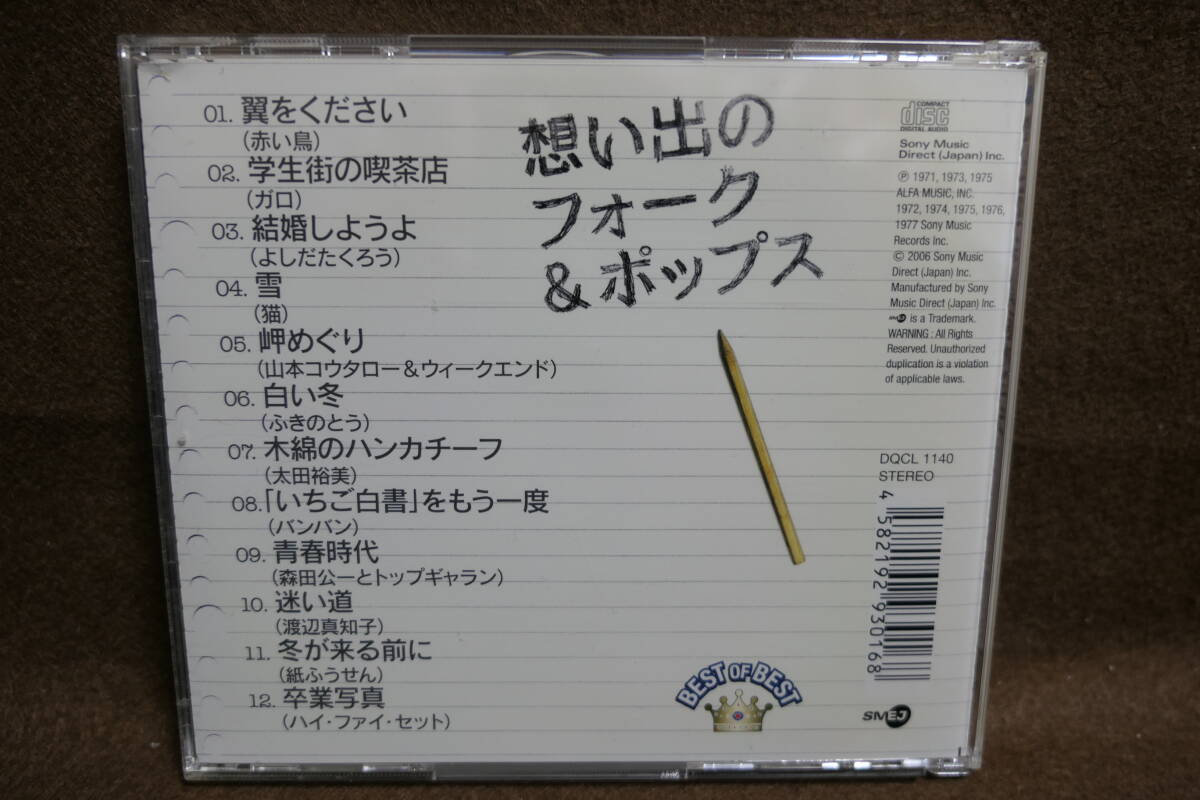 01. 翼をください
(赤い鳥)
02. 学生街の喫茶店
(ガロ)
03. 結婚しようよ
(よしだたくろう)
04. 雪
(猫)
05. 岬めぐり
(山本コウタロー&ウィークエンド)
06. 白い冬
(ふきのとう)
07. 木綿のハンカチーフ
(太田裕美)
08.「いちご白書」をもう一度
(バンバン)
09. 青春時代
(森田公一とトップギャラン)
10. 迷い道
(渡辺真知子)
11. 冬が来る前に
(紙ふうせん)
12. 卒業写真
(ハイ・ファイ・セット)
想い出の
フォーク
&ポップス
COMPACT
disc
DIGITAL AUDIO
Sony Music
Direct (Japan) Inc.
℗ 1971, 1973, 1975
ALFA MUSIC, INC.
1972, 1974, 1975, 1976,
1977 Sony Music
Records Inc.
© 2006 Sony Music
Direct (Japan) Inc.
Manufactured by Sony
Music Direct (Japan) Inc.
SMEJ is a Trademark.
WARNING : All Rights
Reserved. Unauthorized
duplication is a violation
of applicable laws.
DQCL 1140
STEREO
4 582192 930168
BEST OF BEST
SMEJ